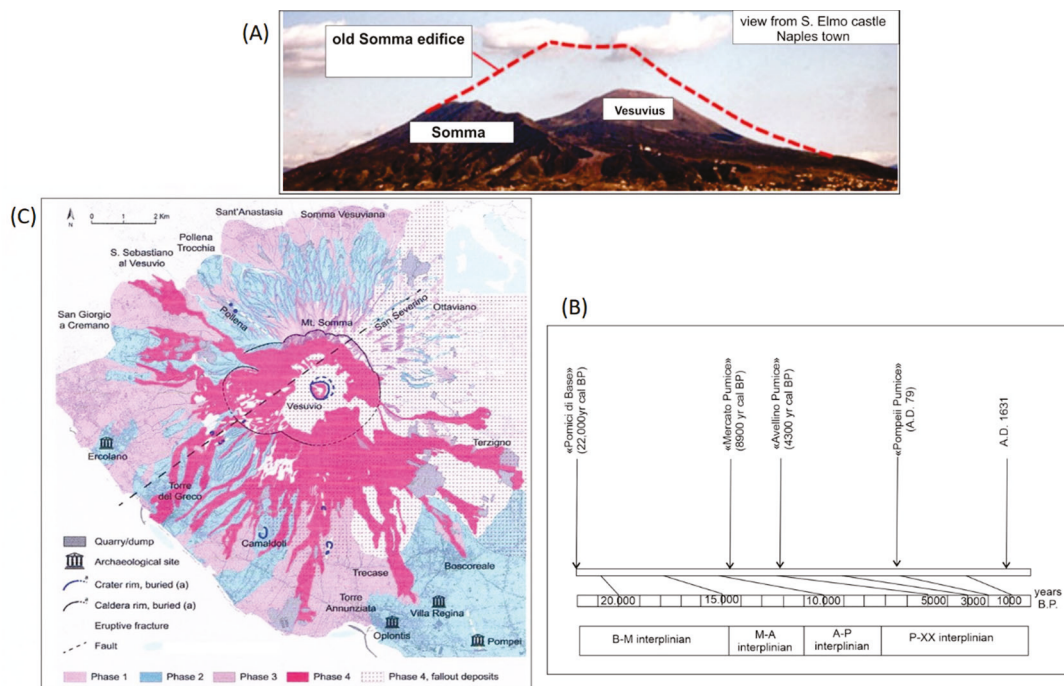 (A)
view from S. Elmo castle
Naples town
old Somma edifice
Vesuvius
Somma
(C)
0 1 2 Km
N
Sant'Anastasia
Somma Vesuviana
Pollena
Trocchia
S. Sebastiano
al Vesuvio
Pollena
San Severino
Ottaviano
San Giorgio
a Cremano
Mt. Somma
Vesuvio
Terzigno
Ercolano
Torre
del Greco
Camaldoli
Boscoreale
Trecase
Torre
Annunziata
Villa Regina
Oplontis
Pompei
Quarry/dump
Archaeological site
Crater rim, buried (a)
Caldera rim, buried (a)
Eruptive fracture
Fault
Phase 1
Phase 2
Phase 3
Phase 4
Phase 4, fallout deposits
(B)
«Pomici di Base»
(22,000yr cal BP)
«Mercato Pumice»
(8900 yr cal BP)
«Avellino Pumice»
(4300 yr cal BP)
«Pompeii Pumice»
(A.D. 79)
A.D. 1631
20.000
15.000
10.000
5000
3000
1000
years
B.P.
B-M interplinian
M-A
interplinian
A-P
interplinian
P-XX interplinian